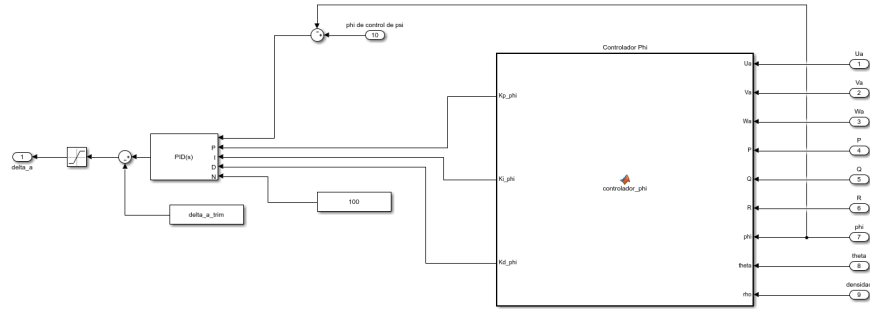 phi de control de psi
10
Controlador Phi
Ua
1
Ua
Va
2
Va
Wa
3
Wa
P
4
P
Q
5
Q
R
6
R
phi
7
phi
theta
8
theta
densidad
9
rho
Kp_phi
Ki_phi
Kd_phi
controlador_phi
PID(s)
P
I
D
N
100
delta_a_trim
1
delta_a